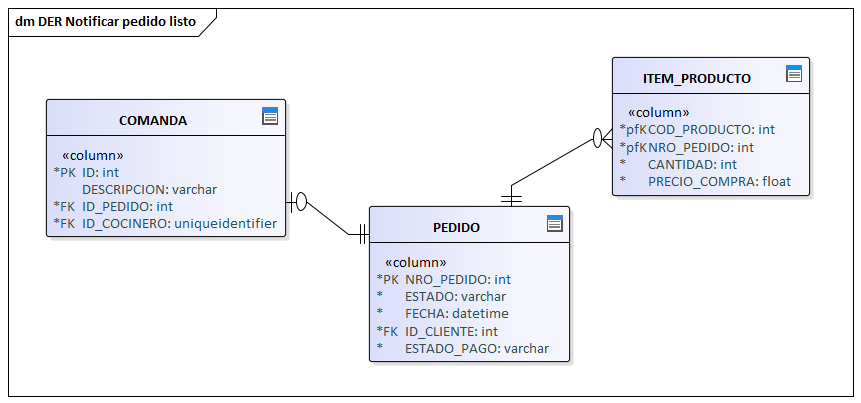 dm DER Notificar pedido listo
COMANDA
«column»
*PK ID: int
DESCRIPCION: varchar
*FK ID_PEDIDO: int
*FK ID_COCINERO: uniqueidentifier
PEDIDO
«column»
*PK NRO_PEDIDO: int
* ESTADO: varchar
* FECHA: datetime
*FK ID_CLIENTE: int
* ESTADO_PAGO: varchar
ITEM_PRODUCTO
«column»
*pfK COD_PRODUCTO: int
*pfK NRO_PEDIDO: int
* CANTIDAD: int
* PRECIO_COMPRA: float